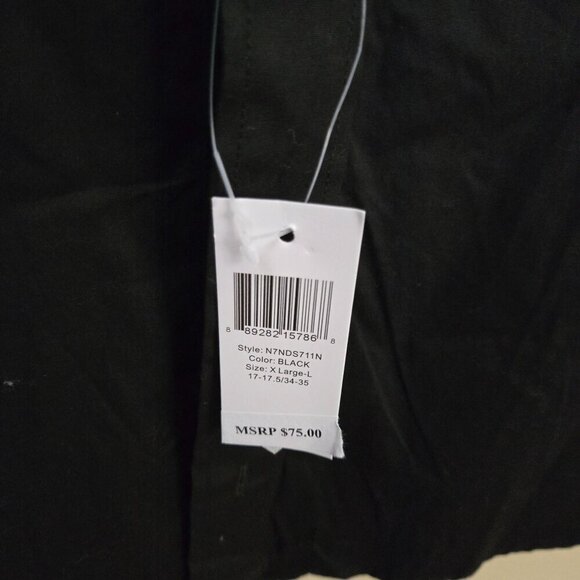 8 89282 15786 8
Style: N7NDS711N
Color: BLACK
Size: X Large-L
17-17.5/34-35
MSRP $75.00